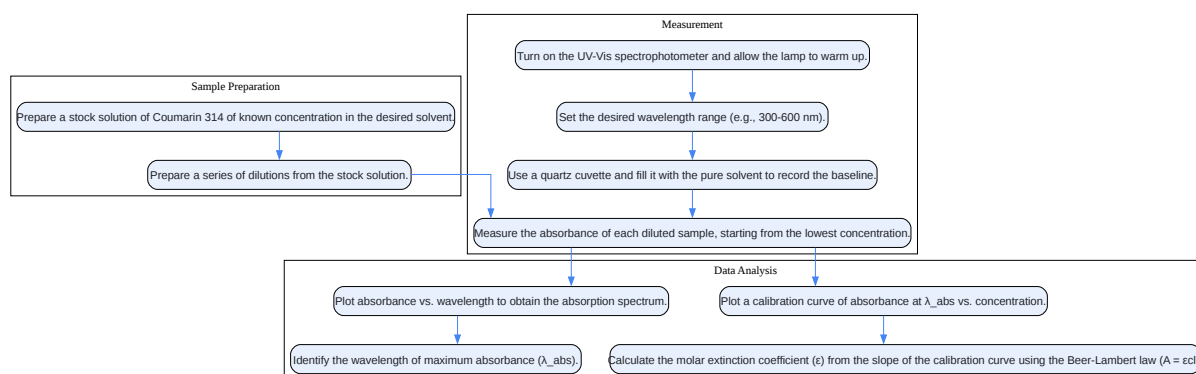 Measurement
Turn on the UV-Vis spectrophotometer and allow the lamp to warm up.
Sample Preparation
Prepare a stock solution of Coumarin 314 of known concentration in the desired solvent.
Set the desired wavelength range (e.g., 300-600 nm).
Prepare a series of dilutions from the stock solution.
Use a quartz cuvette and fill it with the pure solvent to record the baseline.
Measure the absorbance of each diluted sample, starting from the lowest concentration.
Data Analysis
Plot absorbance vs. wavelength to obtain the absorption spectrum.
Plot a calibration curve of absorbance at λ_abs vs. concentration.
Identify the wavelength of maximum absorbance (λ_abs).
Calculate the molar extinction coefficient (ε) from the slope of the calibration curve using the Beer-Lambert law (A = εcl